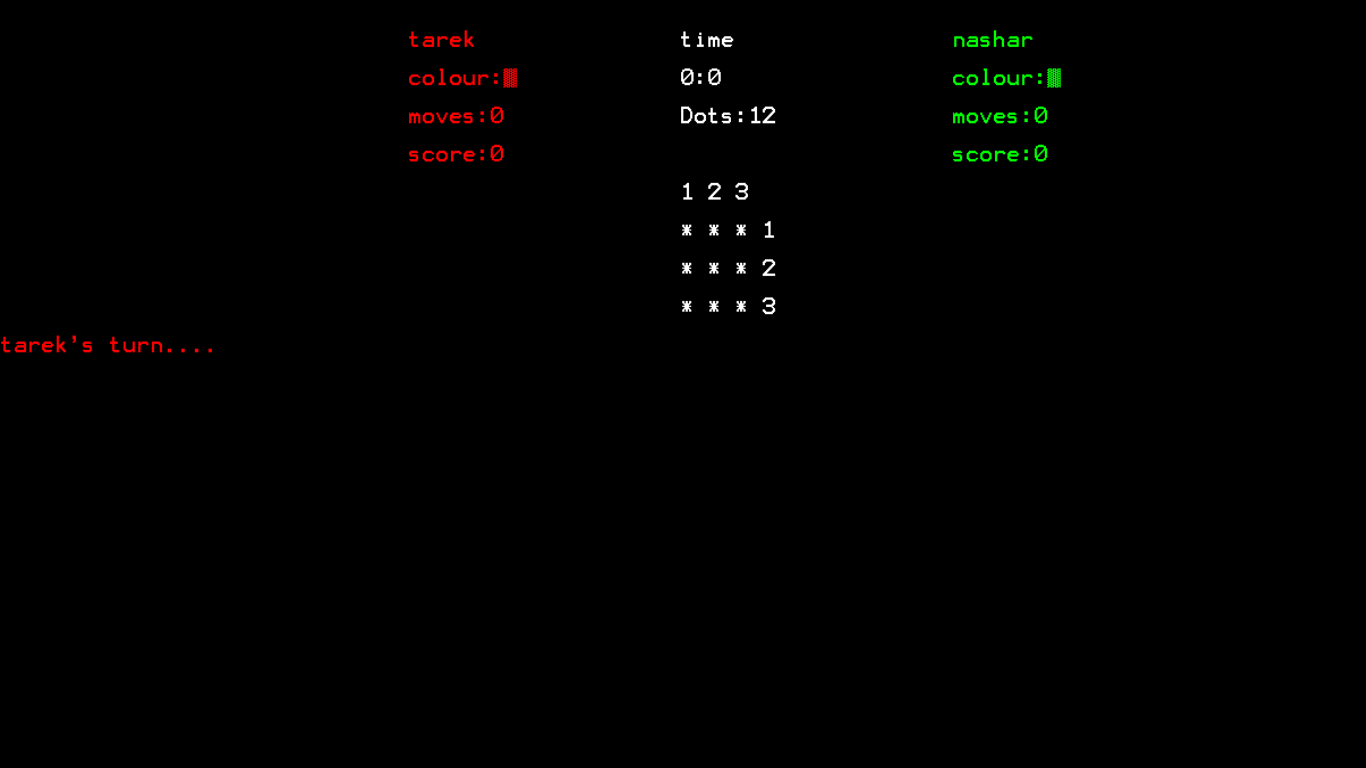 tarek time nashar
colour:▒ 0:0 colour:▒
moves:0 Dots:12 moves:0
score:0 score:0
1 2 3
* * * 1
* * * 2
* * * 3
tarek's turn....